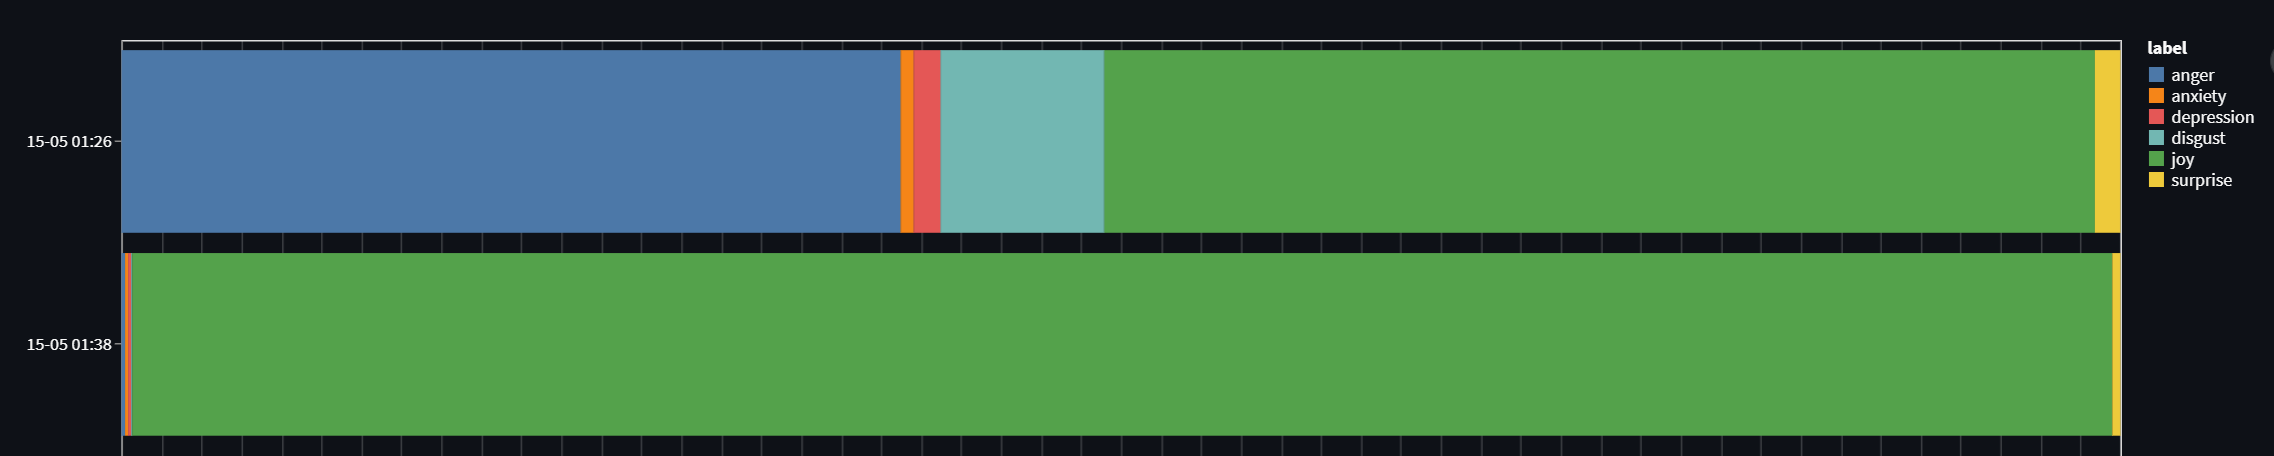 label
anger
anxiety
depression
disgust
joy
surprise
15-05 01:26
15-05 01:38